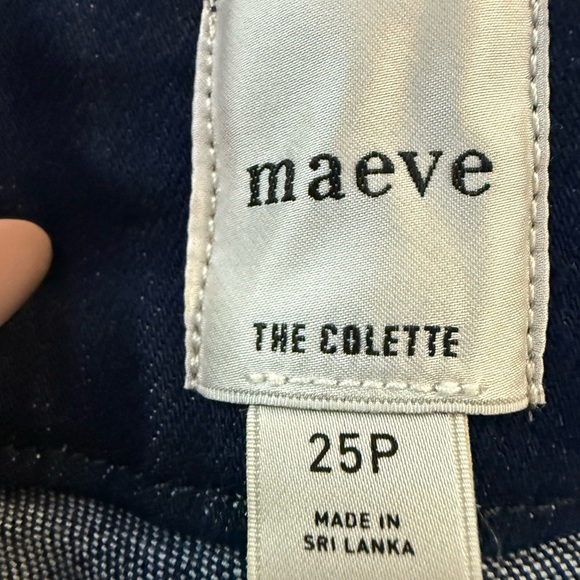 maeve
THE COLETTE
25P
MADE IN
SRI LANKA